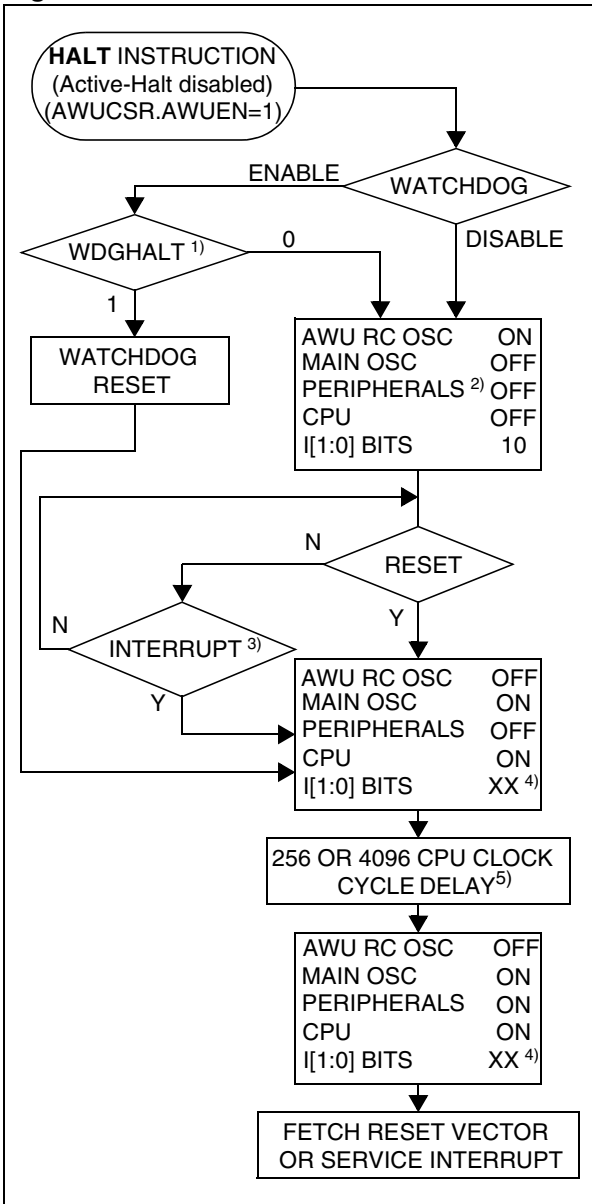 HALT INSTRUCTION
(Active-Halt disabled)
(AWUCSR.AWUEN=1)
ENABLE
WATCHDOG
WDGHALT 1)
0
DISABLE
1
WATCHDOG
RESET
AWU RC OSC ON
MAIN OSC OFF
PERIPHERALS 2) OFF
CPU OFF
I[1:0] BITS 10
N
RESET
N
INTERRUPT 3)
Y
Y
AWU RC OSC OFF
MAIN OSC ON
PERIPHERALS OFF
CPU ON
I[1:0] BITS XX 4)
256 OR 4096 CPU CLOCK
CYCLE DELAY5)
AWU RC OSC OFF
MAIN OSC ON
PERIPHERALS ON
CPU ON
I[1:0] BITS XX 4)
FETCH RESET VECTOR
OR SERVICE INTERRUPT